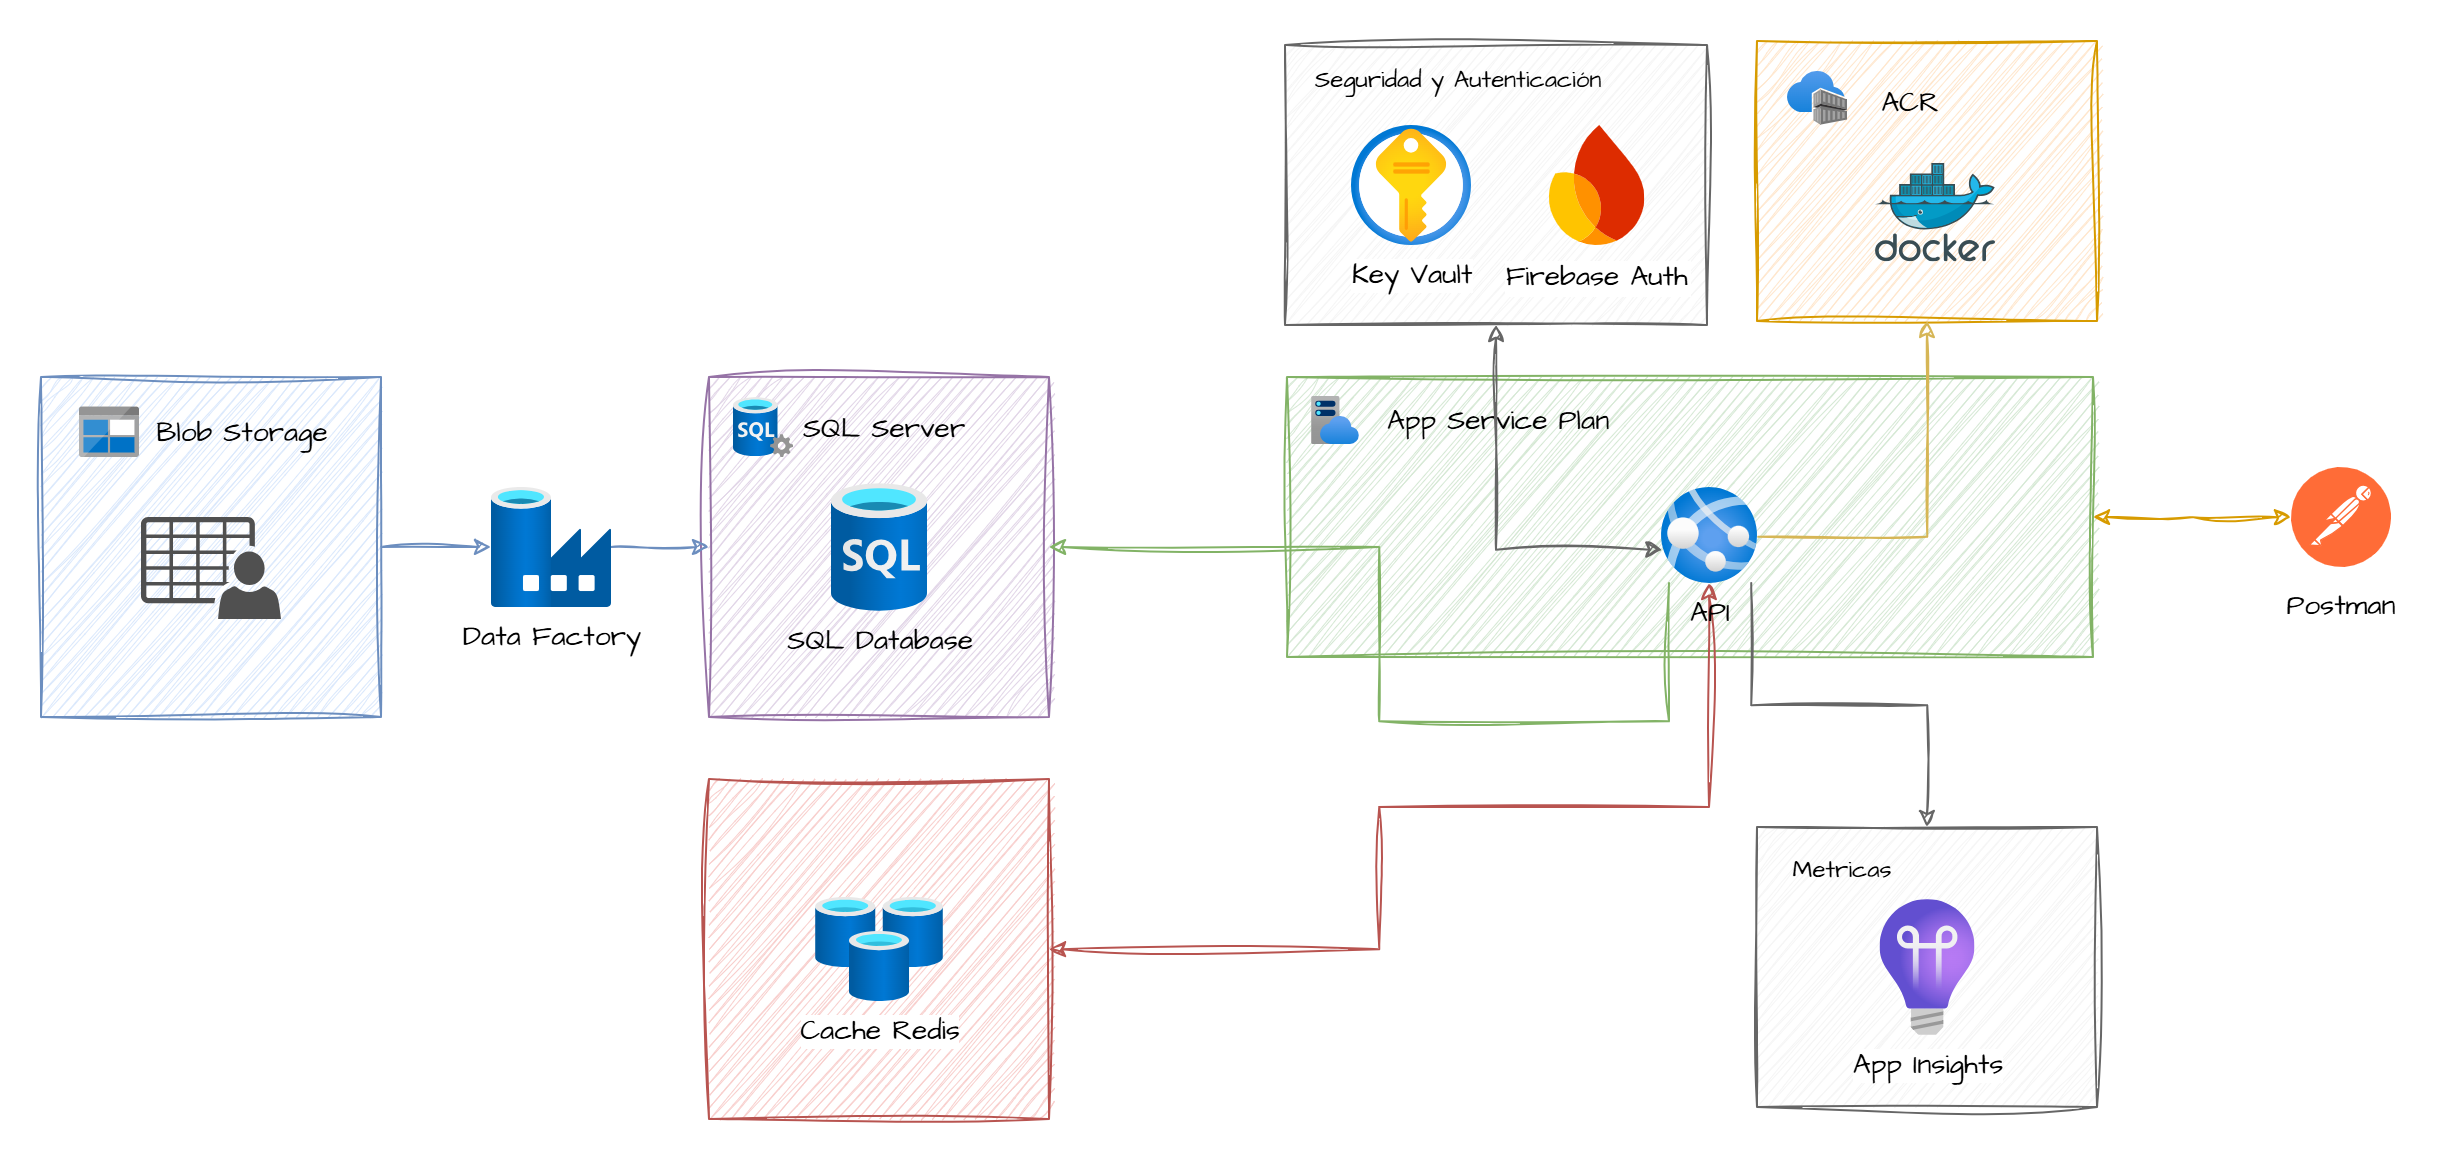 Seguridad y Autenticación
ACR
docker
Key Vault
Firebase Auth
Blob Storage
SQL
SQL Server
App Service Plan
SQL
Data Factory
SQL Database
API
Postman
Metricas
Cache Redis
App Insights